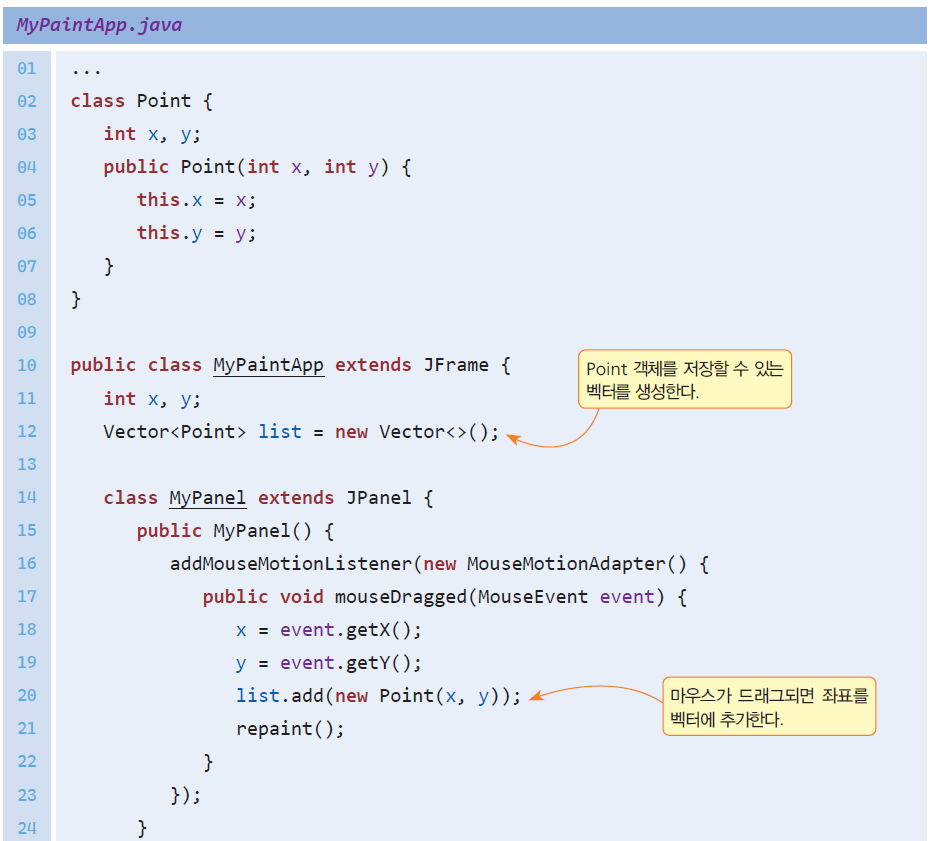 MyPaintApp.java
01 ...
02 class Point {
03 int x, y;
04 public Point(int x, int y) {
05 this.x = x;
06 this.y = y;
07 }
08 }
09
10 public class MyPaintApp extends JFrame {
Point 객체를 저장할 수 있는
벡터를 생성한다.
11 int x, y;
12 Vector<Point> list = new Vector<>();
13
14 class MyPanel extends JPanel {
15 public MyPanel() {
16 addMouseMotionListener(new MouseMotionAdapter() {
17 public void mouseDragged(MouseEvent event) {
18 x = event.getX();
19 y = event.getY();
20 list.add(new Point(x, y));
마우스가 드래그되면 좌표를
벡터에 추가한다.
21 repaint();
22 }
23 });
24 }